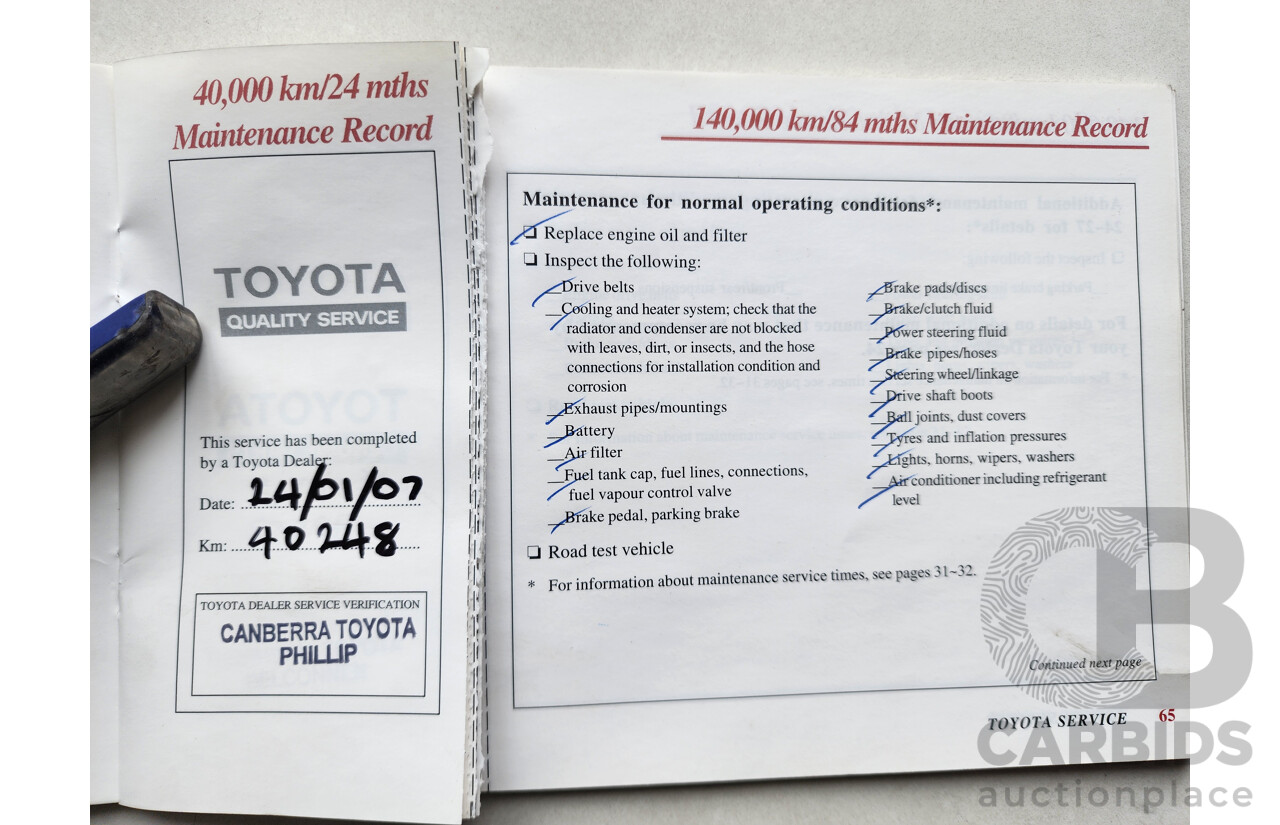 40,000 km/24 mths
Maintenance Record
TOYOTA
QUALITY SERVICE
This service has been completed
by a Toyota Dealer:
Date: 24/01/07
Km: 40248
TOYOTA DEALER SERVICE VERIFICATION
CANBERRA TOYOTA
PHILLIP
140,000 km/84 mths Maintenance Record
Maintenance for normal operating conditions*:
Replace engine oil and filter
Inspect the following:
Drive belts
Cooling and heater system; check that the
radiator and condenser are not blocked
with leaves, dirt, or insects, and the hose
connections for installation condition and
corrosion
Exhaust pipes/mountings
Battery
Air filter
Fuel tank cap, fuel lines, connections,
fuel vapour control valve
Brake pedal, parking brake
Brake pads/discs
Brake/clutch fluid
Power steering fluid
Brake pipes/hoses
Steering wheel/linkage
Drive shaft boots
Ball joints, dust covers
Tyres and inflation pressures
Lights, horns, wipers, washers
Air conditioner including refrigerant
level
Road test vehicle
* For information about maintenance service times, see pages 31~32.
Continued next page
TOYOTA SERVICE 65
CB
CARBIDS
auctionplace